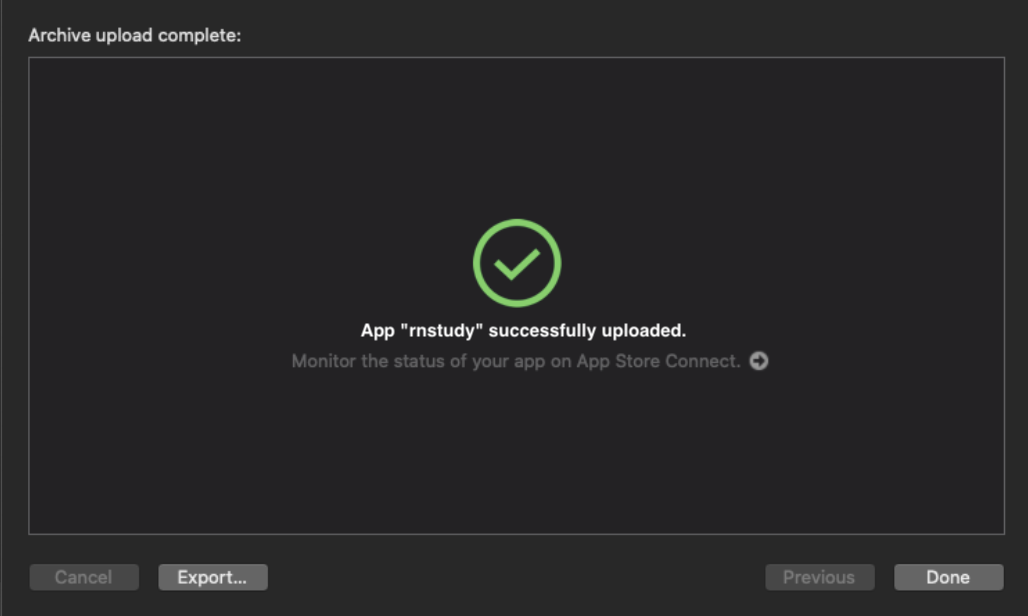 Archive upload complete:
App "rnstudy" successfully uploaded.
Monitor the status of your app on App Store Connect.
Cancel
Export...
Previous
Done